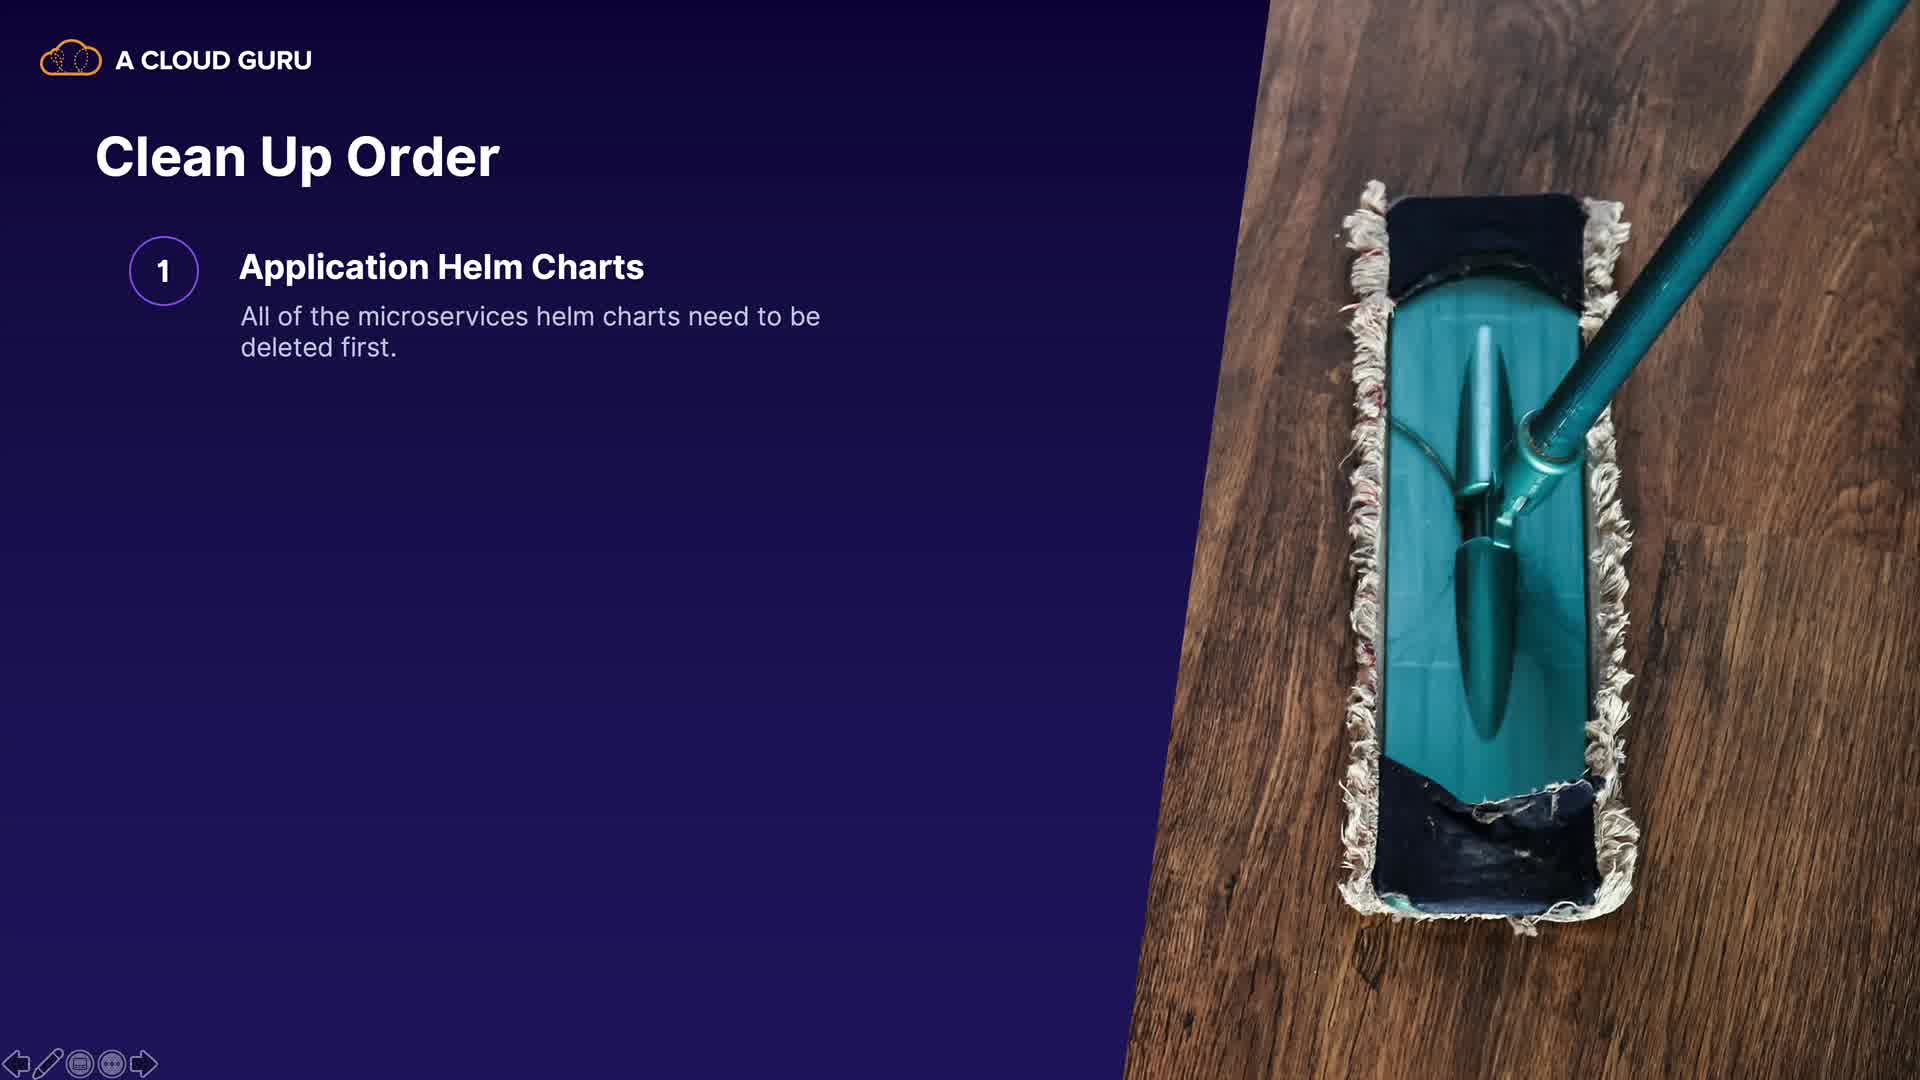 A CLOUD GURU
Clean Up Order
1
Application Helm Charts
All of the microservices helm charts need to be
deleted first.